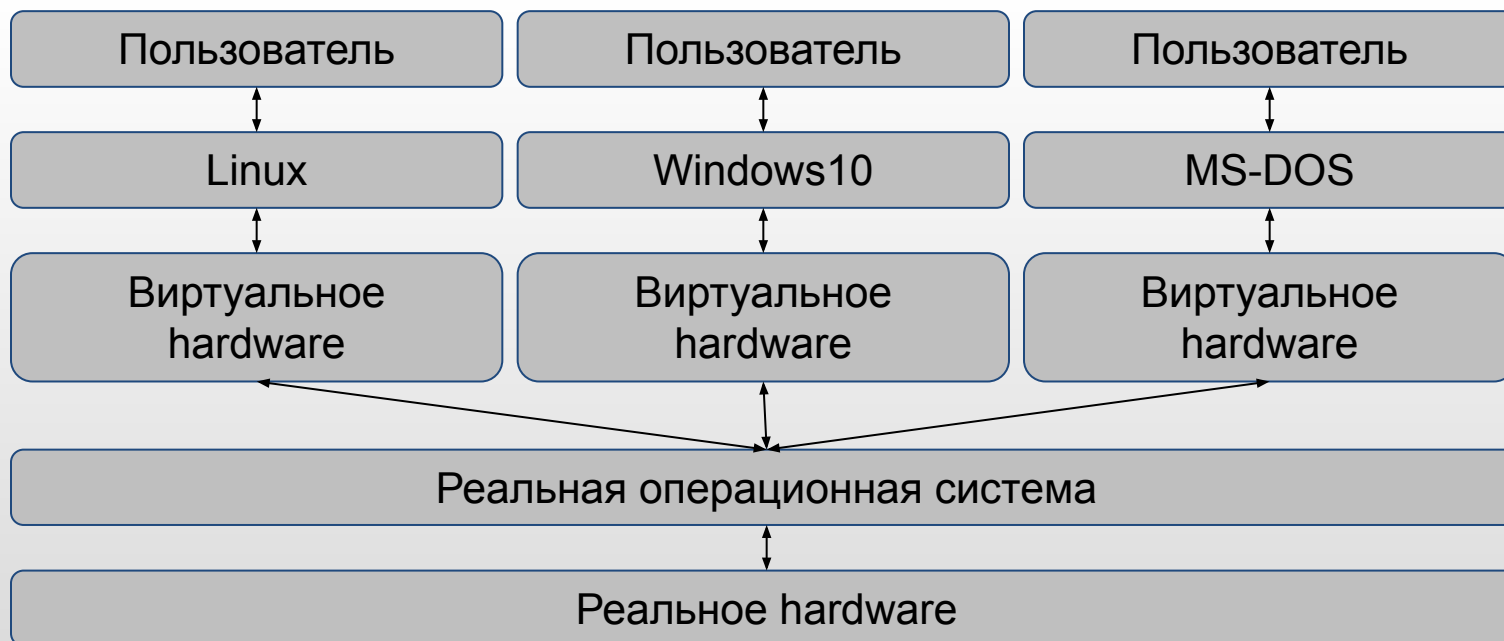 Пользователь
Пользователь
Пользователь
Linux
Windows10
MS-DOS
Виртуальное
hardware
Виртуальное
hardware
Виртуальное
hardware
Реальная операционная система
Реальное hardware